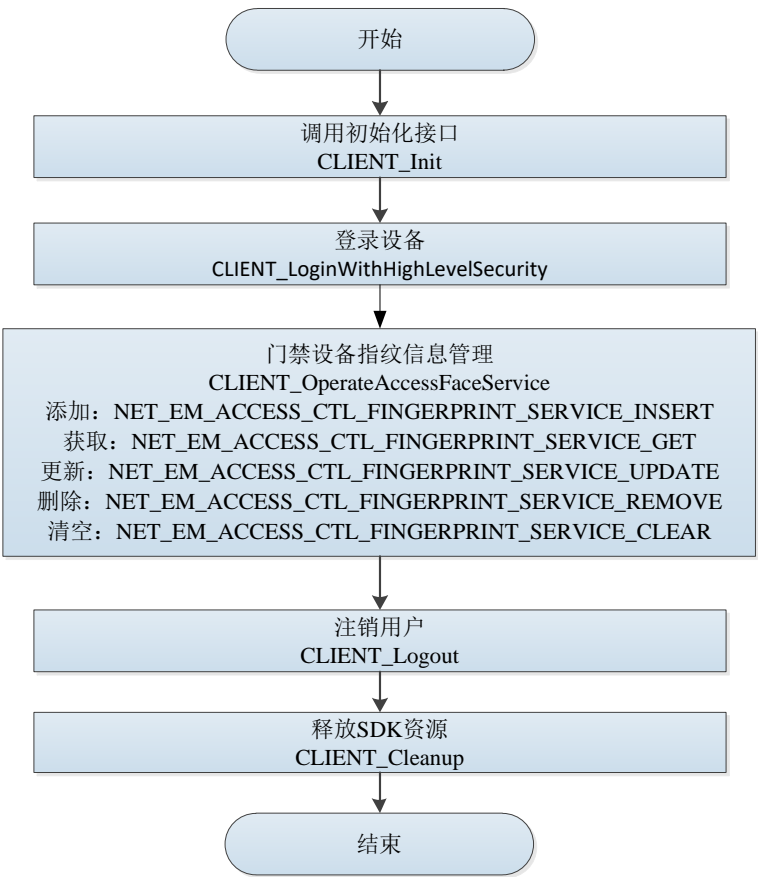 开始
调用初始化接口
CLIENT_Init
登录设备
CLIENT_LoginWithHighLevelSecurity
门禁设备指纹信息管理
CLIENT_OperateAccessFaceService
添加：NET_EM_ACCESS_CTL_FINGERPRINT_SERVICE_INSERT
获取：NET_EM_ACCESS_CTL_FINGERPRINT_SERVICE_GET
更新：NET_EM_ACCESS_CTL_FINGERPRINT_SERVICE_UPDATE
删除：NET_EM_ACCESS_CTL_FINGERPRINT_SERVICE_REMOVE
清空：NET_EM_ACCESS_CTL_FINGERPRINT_SERVICE_CLEAR
注销用户
CLIENT_Logout
释放SDK资源
CLIENT_Cleanup
结束